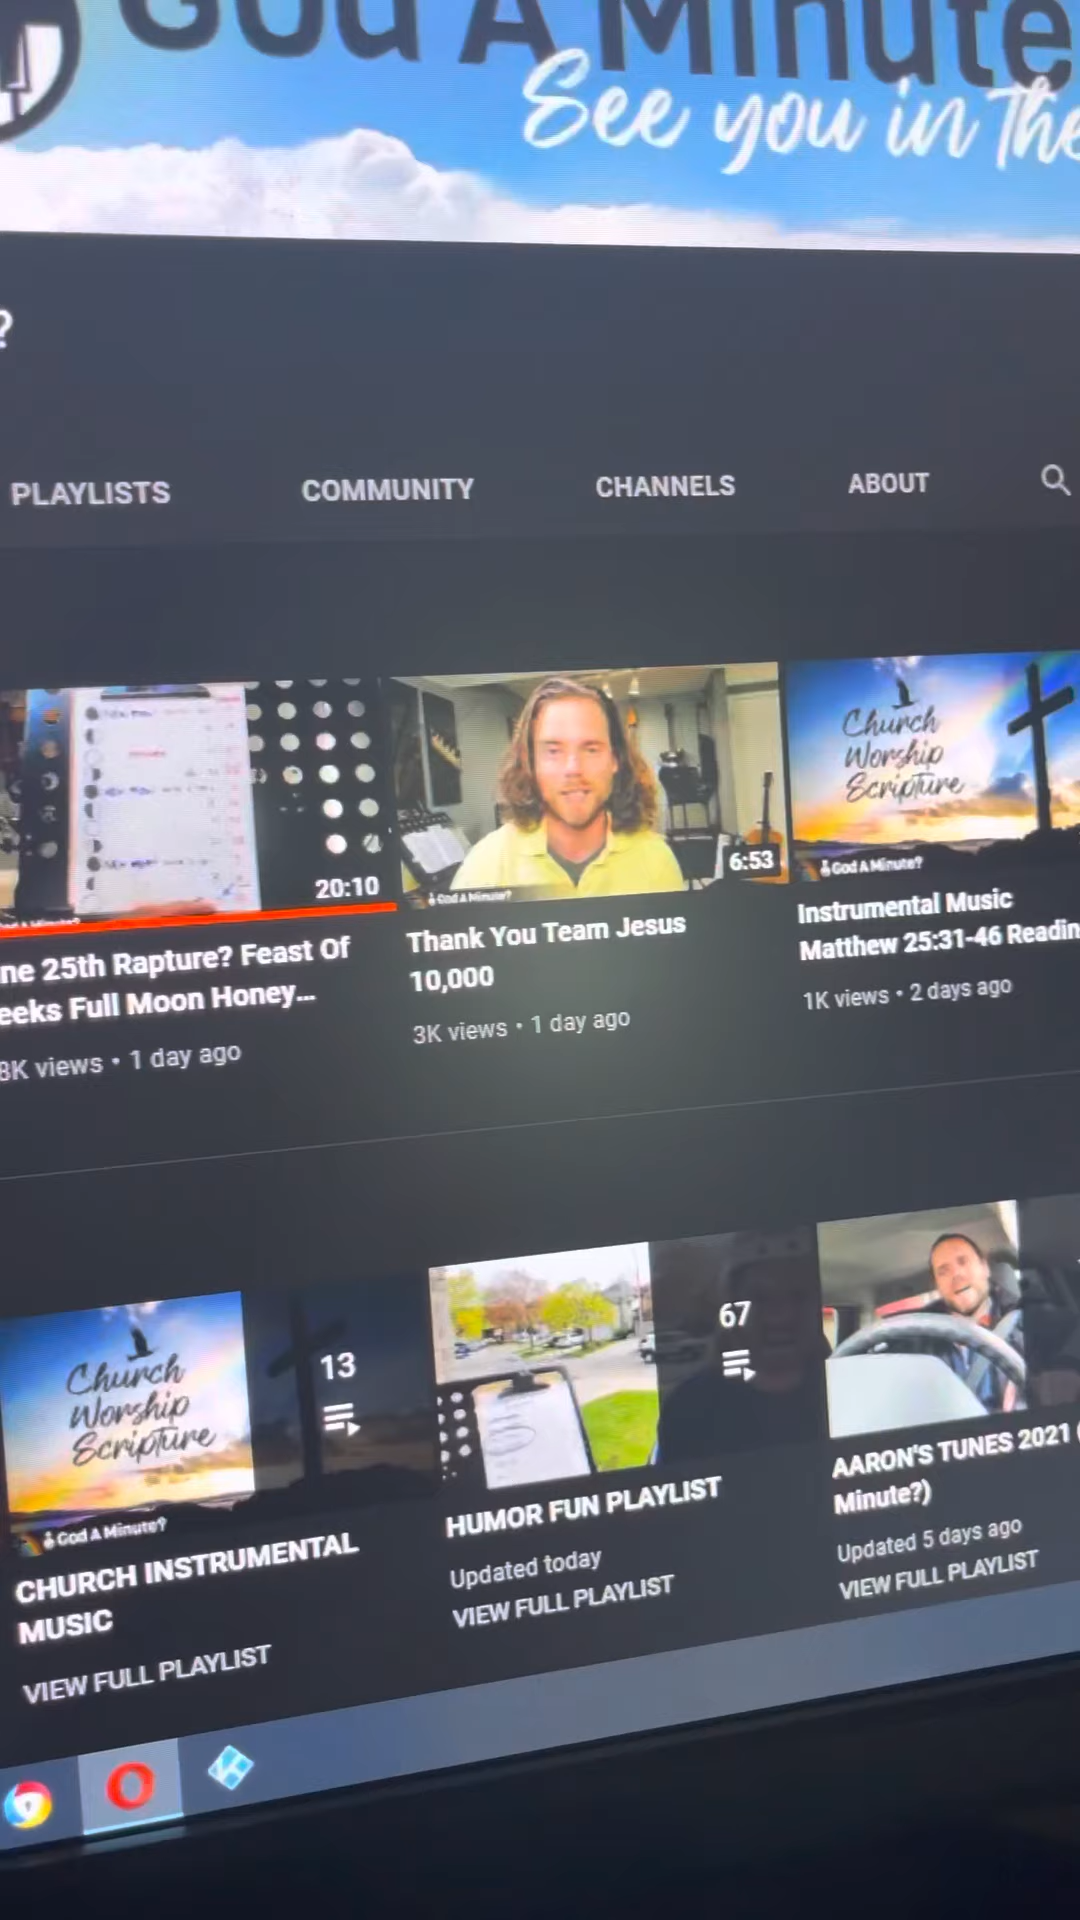 God A Minute
See you in The
?
PLAYLISTS
COMMUNITY
CHANNELS
ABOUT
20:10
ne 25th Rapture? Feast Of
eeks Full Moon Honey...
8K views • 1 day ago
God A Minute?
6:53
Thank You Team Jesus
10,000
3K views • 1 day ago
Church
Worship
Scripture
God A Minute?
Instrumental Music
Matthew 25:31-46 Readin
1K views • 2 days ago
Church
Worship
Scripture
God A Minute?
13
CHURCH INSTRUMENTAL
MUSIC
VIEW FULL PLAYLIST
67
HUMOR FUN PLAYLIST
Updated today
VIEW FULL PLAYLIST
AARON'S TUNES 2021 (
Minute?)
Updated 5 days ago
VIEW FULL PLAYLIST